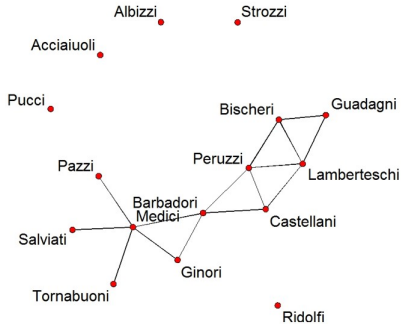 Albizzi
Strozzi
Acciaiuoli
Pucci
Bischeri
Guadagni
Peruzzi
Lamberteschi
Pazzi
Barbadori
Medici
Castellani
Salviati
Ginori
Tornabuoni
Ridolfi